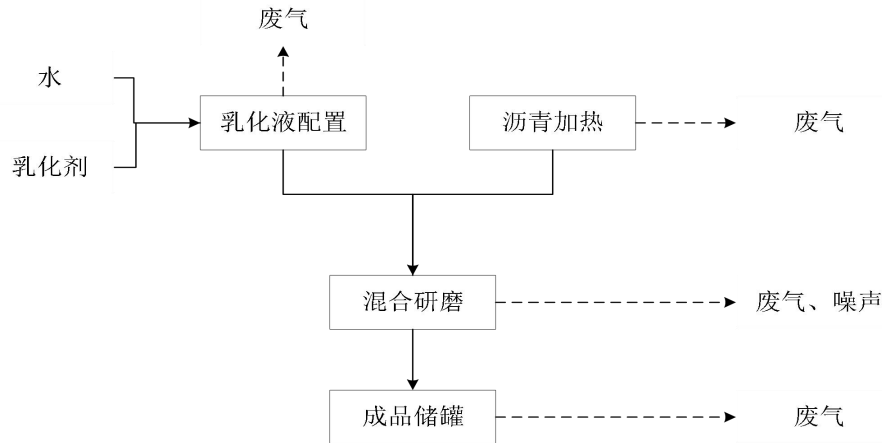 废气
水
乳化液配置
沥青加热
废气
乳化剂
混合研磨
废气、噪声
成品储罐
废气